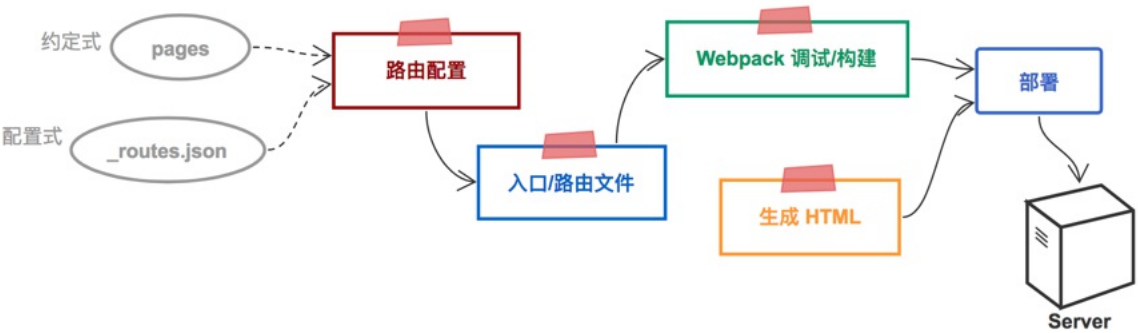 约定式
pages
配置式
_routes.json
路由配置
入口/路由文件
Webpack 调试/构建
生成 HTML
部署
Server